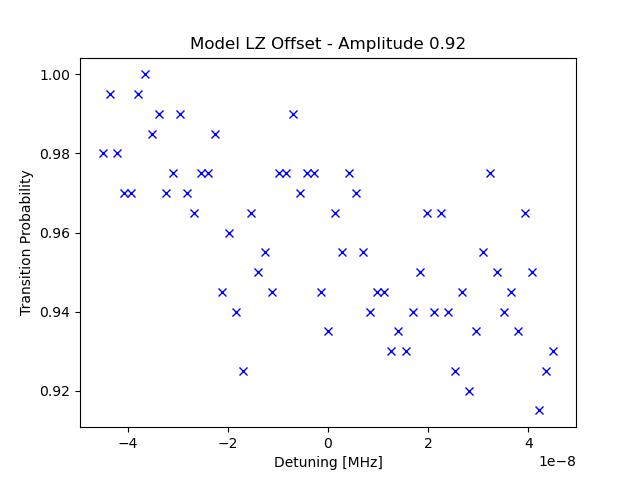 Model LZ Offset - Amplitude 0.92
Transition Probability
1.00
0.98
0.96
0.94
0.92
−4
−2
0
2
4
1e−8
Detuning [MHz]